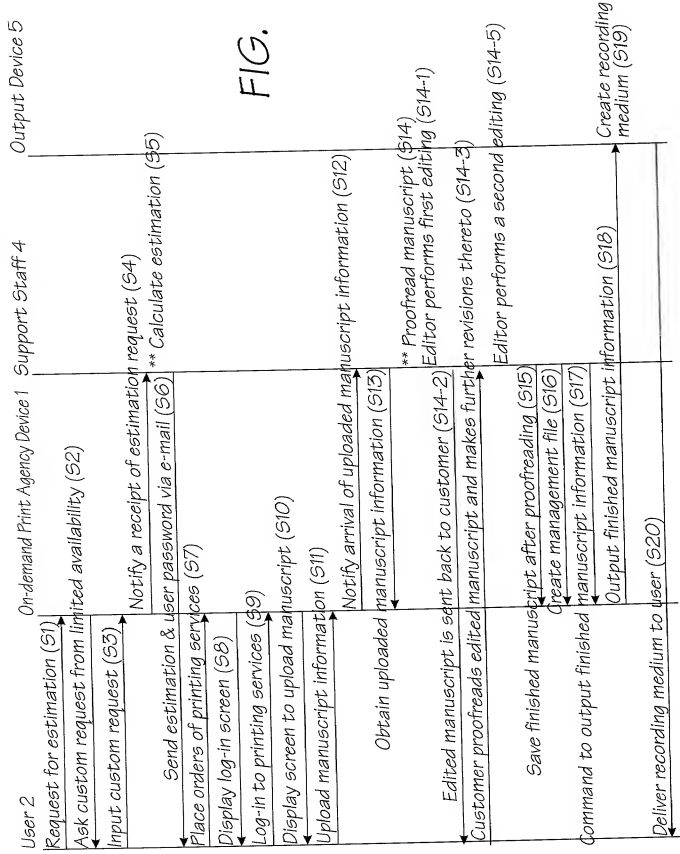 User 2
On-demand Print Agency Device 1
Support Staff 4
Output Device 5
FIG.
Request for estimation (S1)
Ask custom request from limited availability (S2)
Input custom request (S3)
Notify a receipt of estimation request (S4)
** Calculate estimation (S5)
Send estimation & user password via e-mail (S6)
Place orders of printing services (S7)
Display log-in screen (S8)
Log-in to printing services (S9)
Display screen to upload manuscript (S10)
Upload manuscript information (S11)
Notify arrival of uploaded manuscript information (S12)
Obtain uploaded manuscript information (S13)
** Proofread manuscript (S14)
Editor performs first editing (S14-1)
Edited manuscript is sent back to customer (S14-2)
Customer proofreads edited manuscript and makes further revisions thereto (S14-3)
Editor performs a second editing (S14-5)
Save finished manuscript after proofreading (S15)
Create management file (S16)
Command to output finished manuscript information (S17)
Output finished manuscript information (S18)
Create recording
medium (S19)
Deliver recording medium to user (S20)